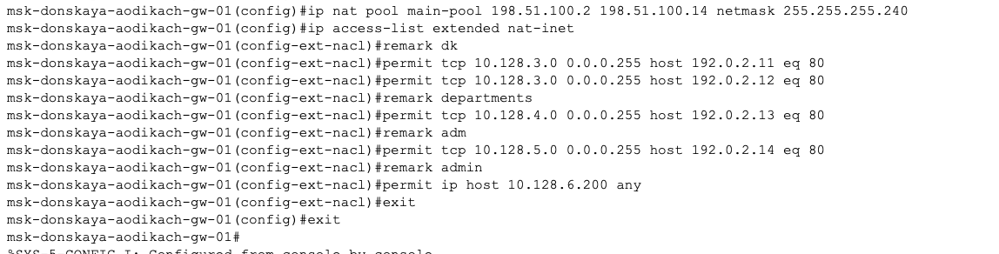 msk-donskaya-aodikach-gw-01(config)#ip nat pool main-pool 198.51.100.2 198.51.100.14 netmask 255.255.255.240
msk-donskaya-aodikach-gw-01(config)#ip access-list extended nat-inet
msk-donskaya-aodikach-gw-01(config-ext-nacl)#remark dk
msk-donskaya-aodikach-gw-01(config-ext-nacl)#permit tcp 10.128.3.0 0.0.0.255 host 192.0.2.11 eq 80
msk-donskaya-aodikach-gw-01(config-ext-nacl)#permit tcp 10.128.3.0 0.0.0.255 host 192.0.2.12 eq 80
msk-donskaya-aodikach-gw-01(config-ext-nacl)#remark departments
msk-donskaya-aodikach-gw-01(config-ext-nacl)#permit tcp 10.128.4.0 0.0.0.255 host 192.0.2.13 eq 80
msk-donskaya-aodikach-gw-01(config-ext-nacl)#remark adm
msk-donskaya-aodikach-gw-01(config-ext-nacl)#permit tcp 10.128.5.0 0.0.0.255 host 192.0.2.14 eq 80
msk-donskaya-aodikach-gw-01(config-ext-nacl)#remark admin
msk-donskaya-aodikach-gw-01(config-ext-nacl)#permit ip host 10.128.6.200 any
msk-donskaya-aodikach-gw-01(config-ext-nacl)#exit
msk-donskaya-aodikach-gw-01(config)#exit
msk-donskaya-aodikach-gw-01#
%SYS-5-CONFIG_I: Configured from console by console